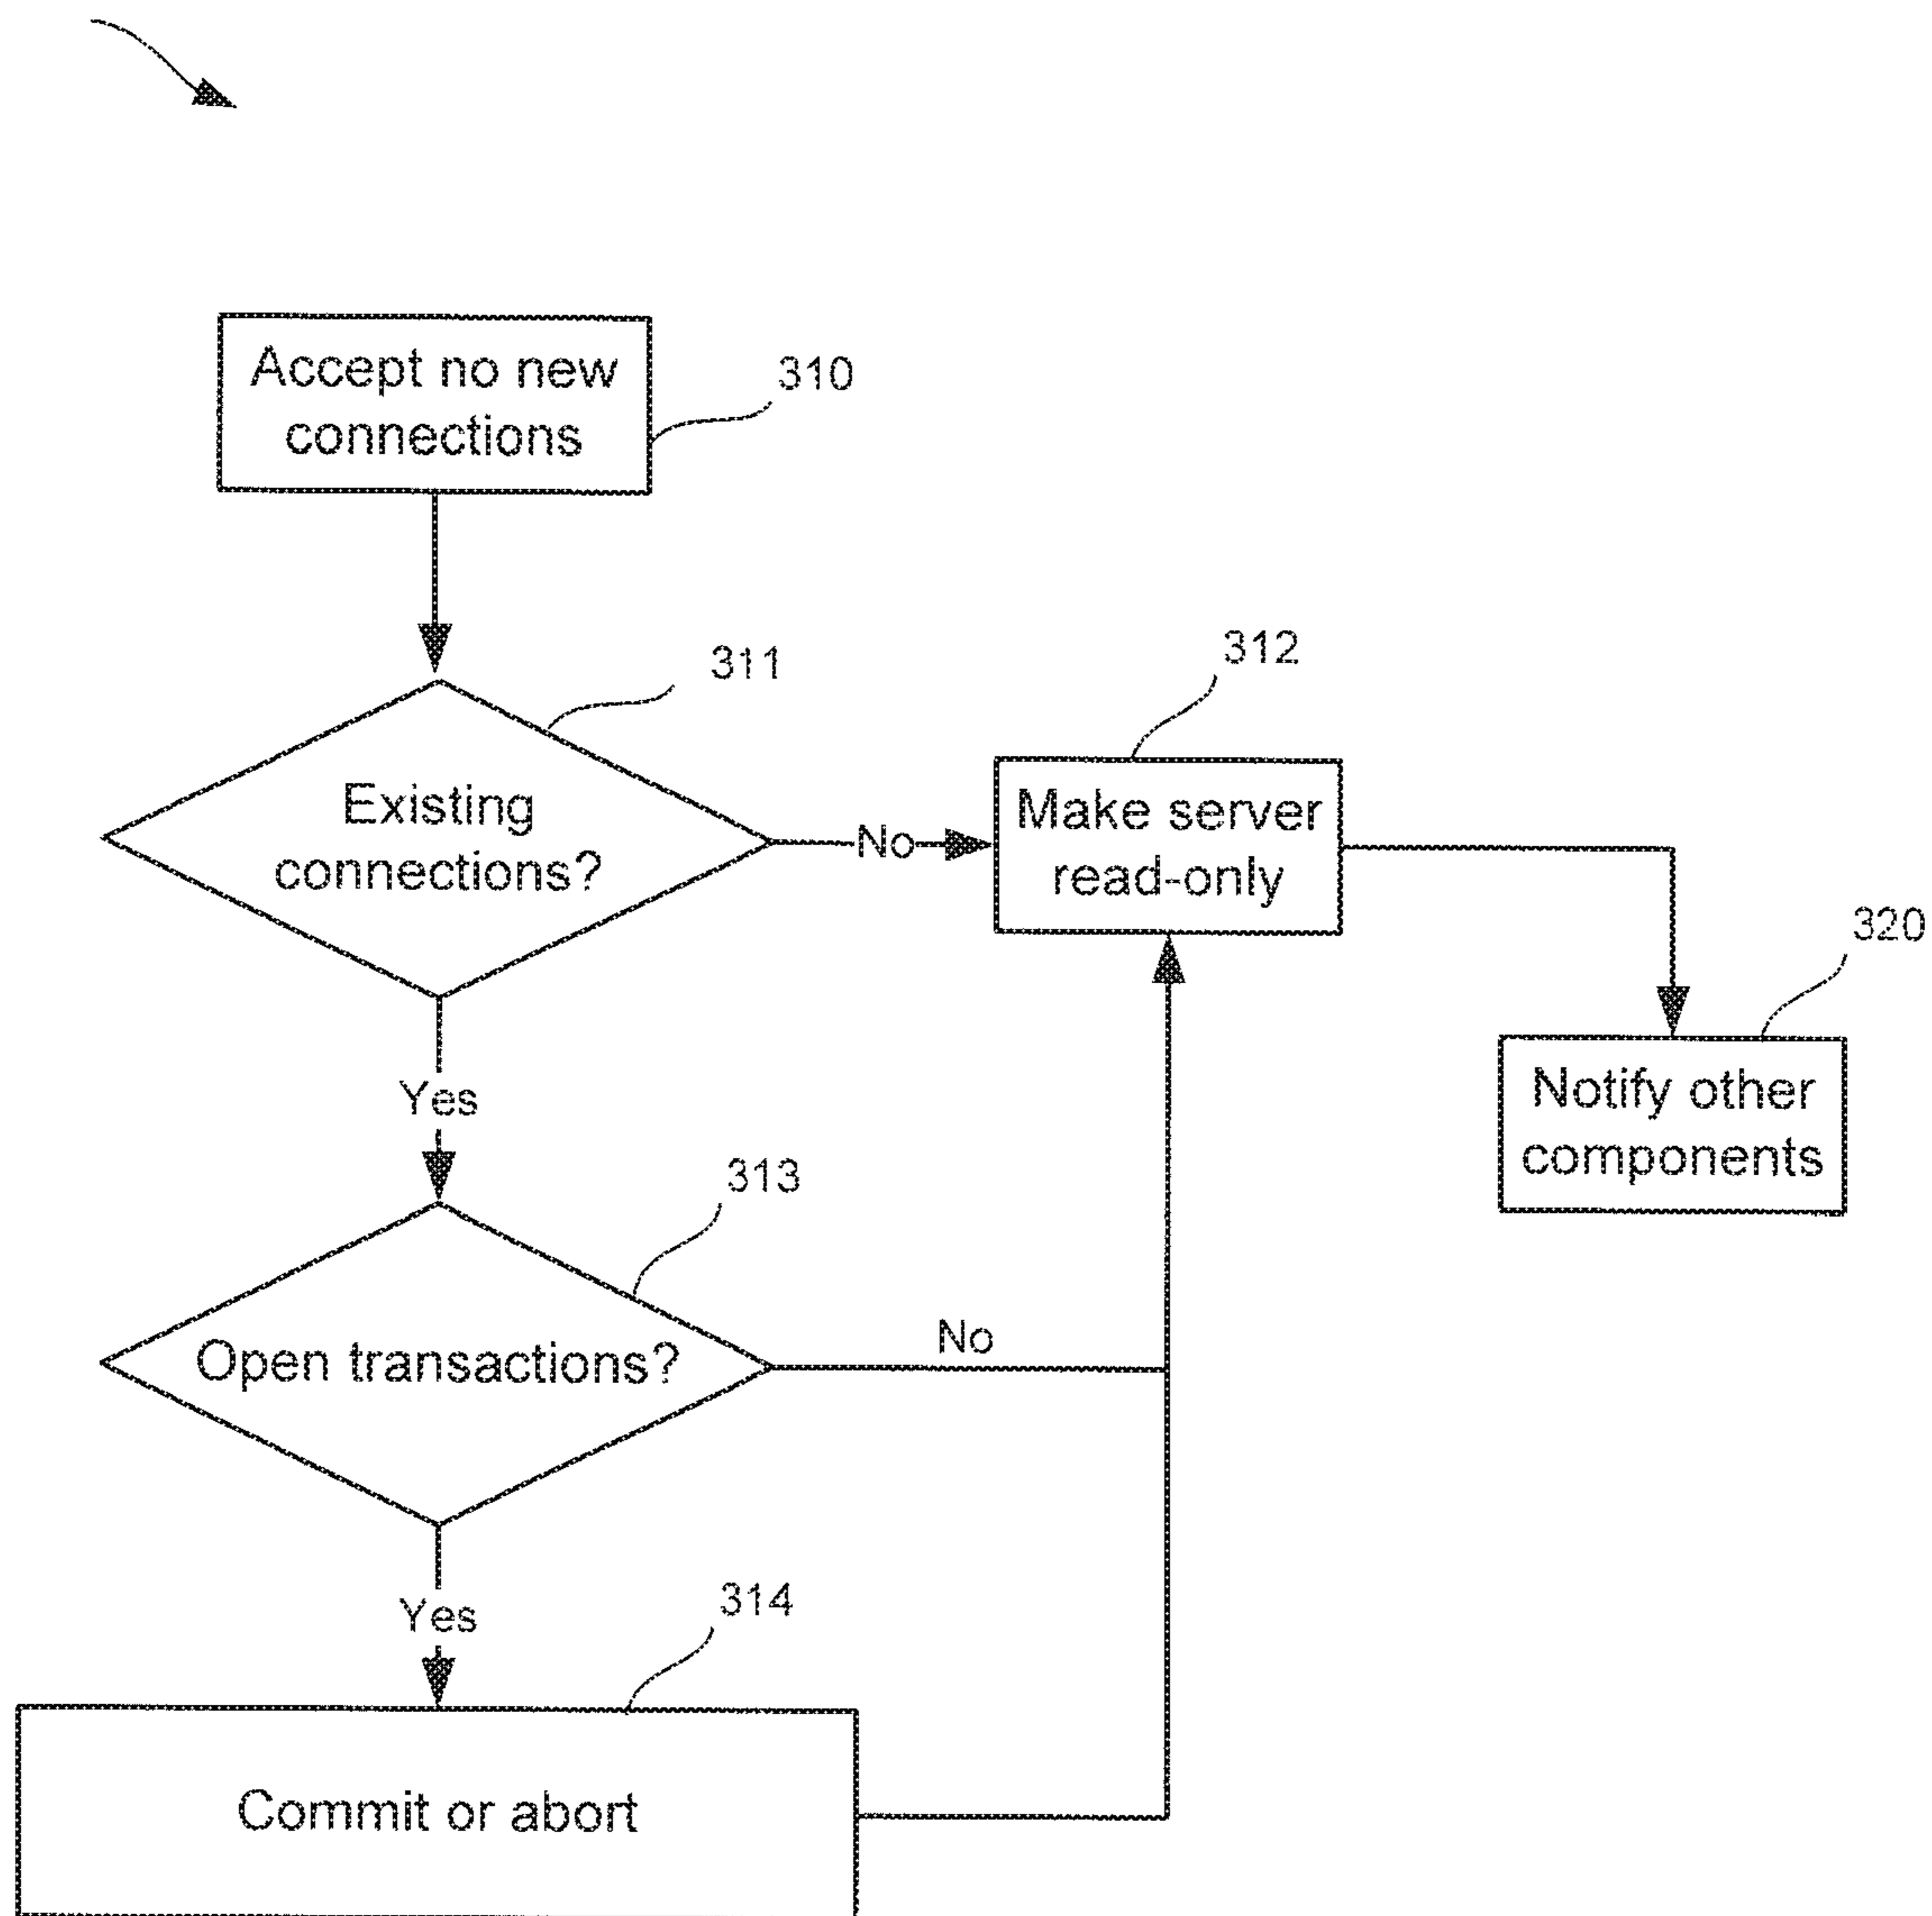 Accept no new
connections
310
311
Existing
connections?
No
312
Make server
read-only
320
Notify other
components
Yes
313
Open transactions?
No
Yes
314
Commit or abort